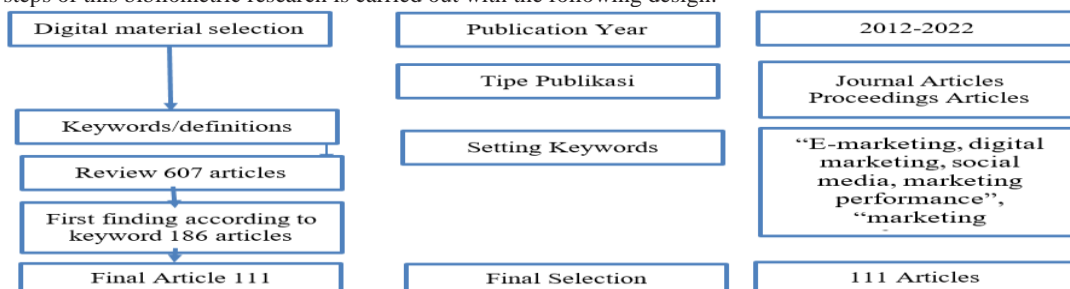 steps of this bibliometric research is carried out with the following design:
Digital material selection
Publication Year
2012-2022
Tipe Publikasi
Journal Articles
Proceedings Articles
Keywords/definitions
Setting Keywords
“E-marketing, digital
marketing, social
media, marketing
performance”,
“marketing
Review 607 articles
First finding according to
keyword 186 articles
Final Article 111
Final Selection
111 Articles